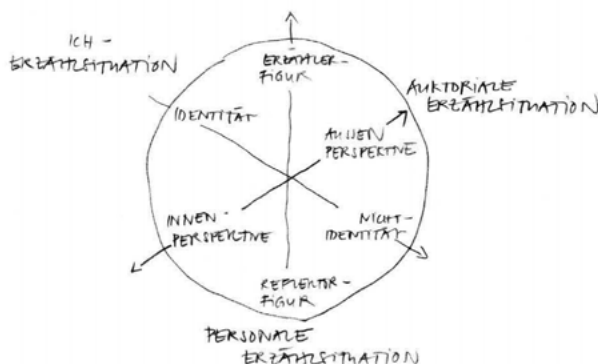 ICH-
ERZÄHLSITUATION
ERZÄHLER-
FIGUR
AUKTORIALE
ERZÄHLSITUATION
IDENTITÄT
AUSSEN
PERSPEKTIVE
INNEN-
PERSPEKTIVE
NICHT-
IDENTITÄT
REFLEKTOR-
FIGUR
PERSONALE
ERZÄHLSITUATION